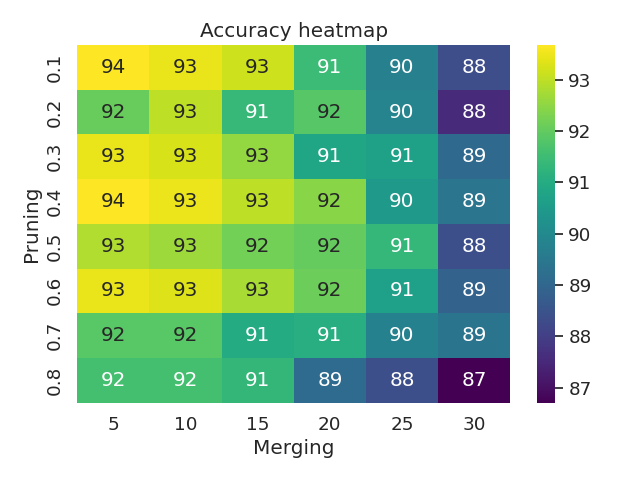 Accuracy heatmap
Pruning
0.1 94 93 93 91 90 88
0.2 92 93 91 92 90 88
0.3 93 93 93 91 91 89
0.4 94 93 93 92 90 89
0.5 93 93 92 92 91 88
0.6 93 93 93 92 91 89
0.7 92 92 91 91 90 89
0.8 92 92 91 89 88 87
5 10 15 20 25 30
Merging
93
92
91
90
89
88
87